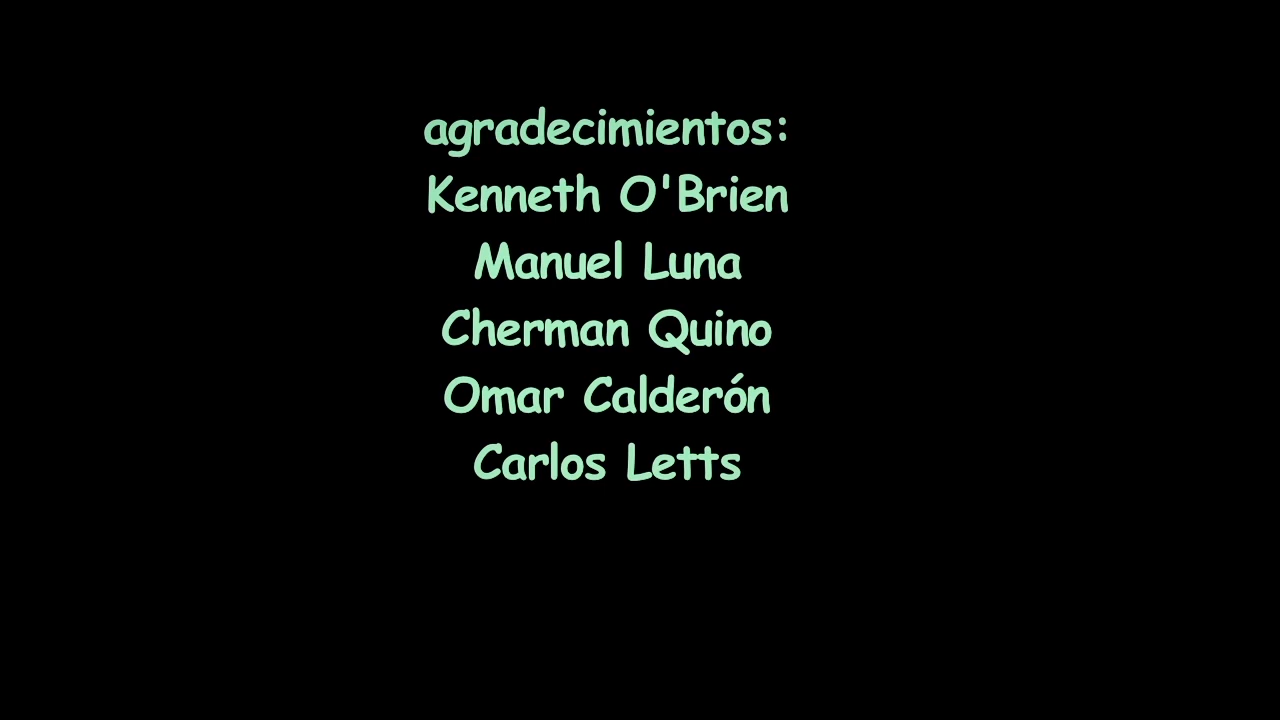 agradecimientos:
Kenneth O'Brien
Manuel Luna
Cherman Quino
Omar Calderón
Carlos Letts